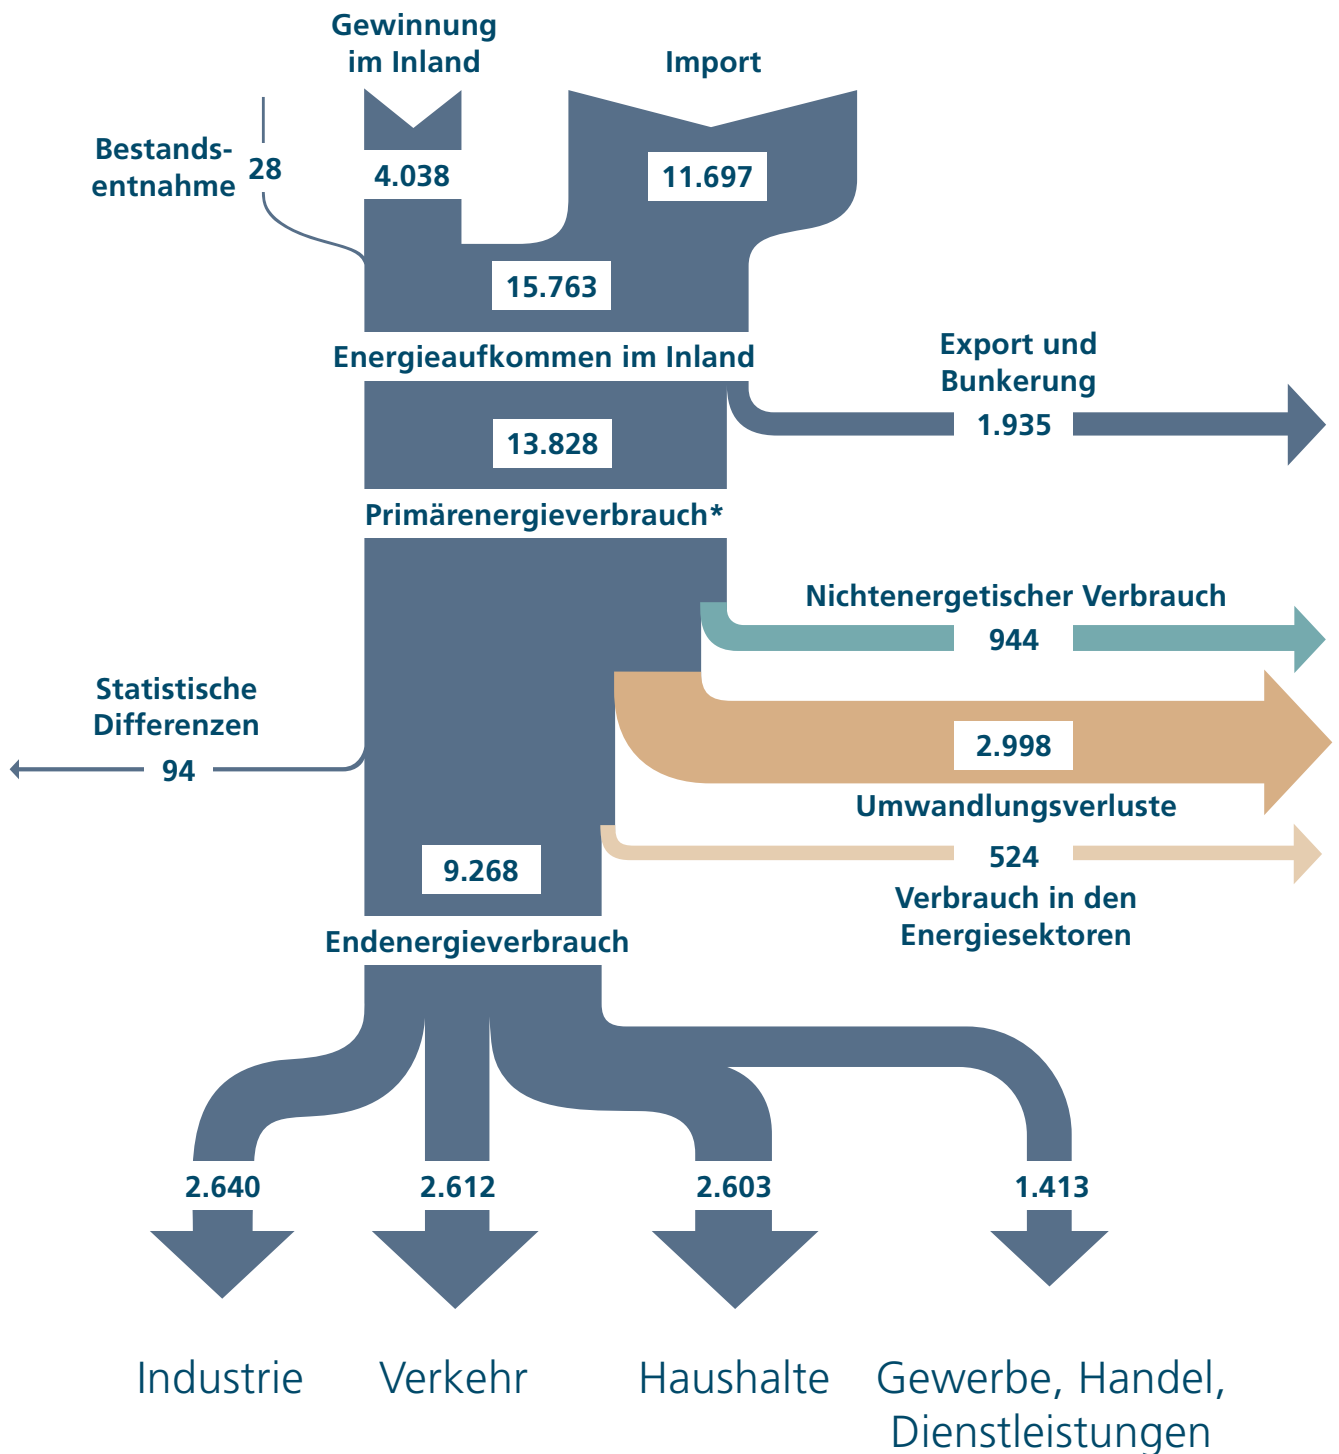 Gewinnung
im Inland
Import
Bestands-
entnahme
28
4.038
11.697
15.763
Energieaufkommen im Inland
Export und
Bunkerung
1.935
13.828
Primärenergieverbrauch*
Nichtenergetischer Verbrauch
944
Statistische
Differenzen
94
2.998
Umwandlungsverluste
524
Verbrauch in den
Energiesektoren
9.268
Endenergieverbrauch
2.640
2.612
2.603
1.413
Industrie
Verkehr
Haushalte
Gewerbe, Handel,
Dienstleistungen